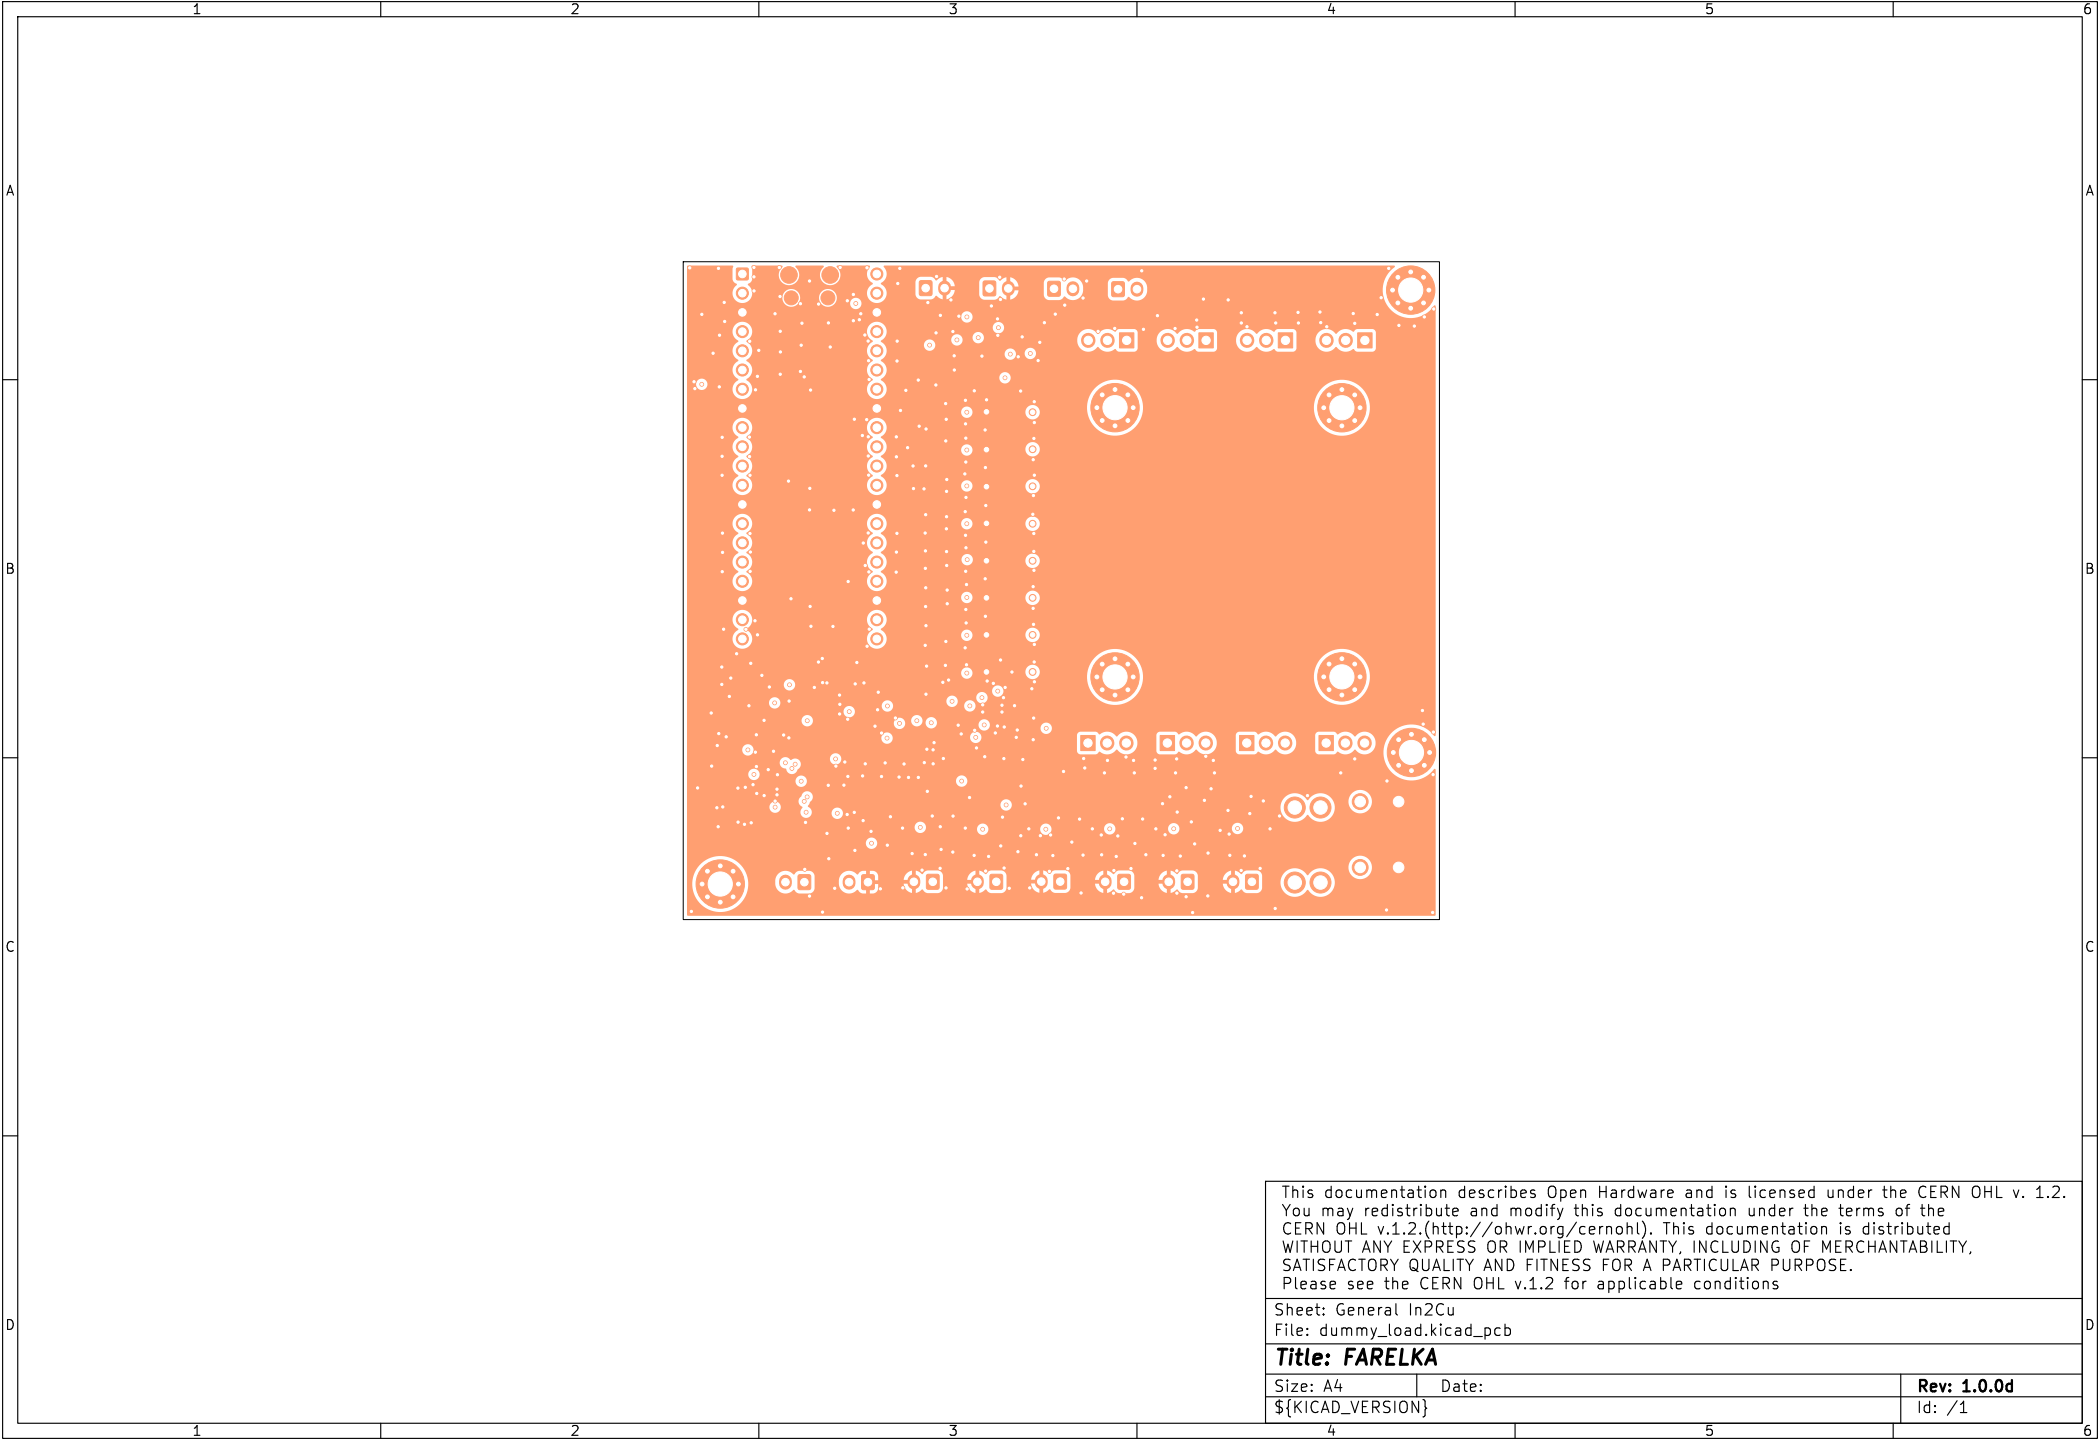 1 2 3 4 5 6
A A
B B
C C
This documentation describes Open Hardware and is licensed under the CERN OHL v. 1.2.
You may redistribute and modify this documentation under the terms of the
CERN OHL v.1.2.(http://ohwr.org/cernohl). This documentation is distributed
WITHOUT ANY EXPRESS OR IMPLIED WARRANTY, INCLUDING OF MERCHANTABILITY,
SATISFACTORY QUALITY AND FITNESS FOR A PARTICULAR PURPOSE.
Please see the CERN OHL v.1.2 for applicable conditions
Sheet: General In2Cu
D D
File: dummy_load.kicad_pcb
Title: FARELKA
Size: A4 Date: Rev: 1.0.0d
${KICAD_VERSION} Id: /1
1 2 3 4 5 6